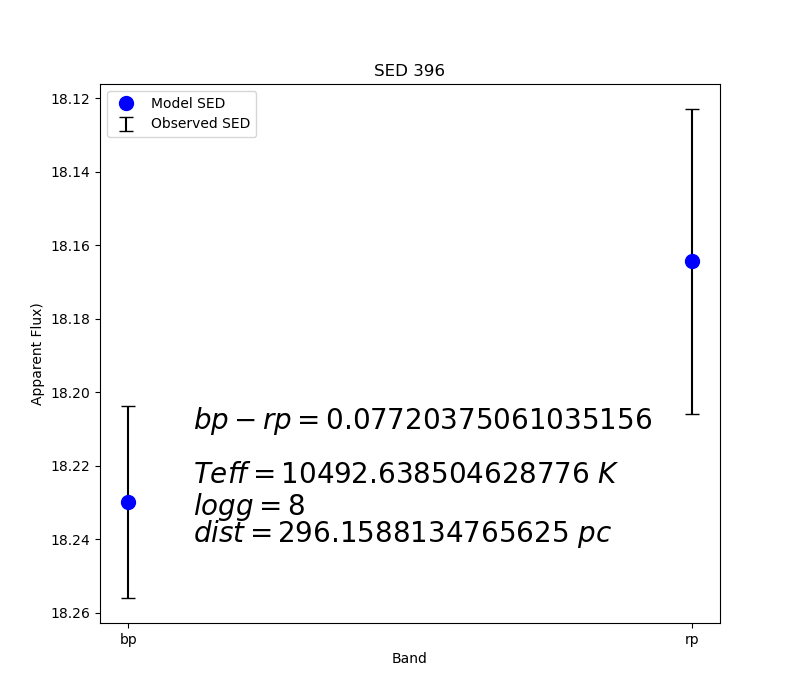 SED 396
Model SED
Observed SED
18.12
18.14
18.16
18.18
18.20
18.22
18.24
18.26
Apparent Flux)
bp − rp = 0.07720375061035156
Teff = 10492.638504628776 K
logg = 8
dist = 296.1588134765625 pc
bp
rp
Band